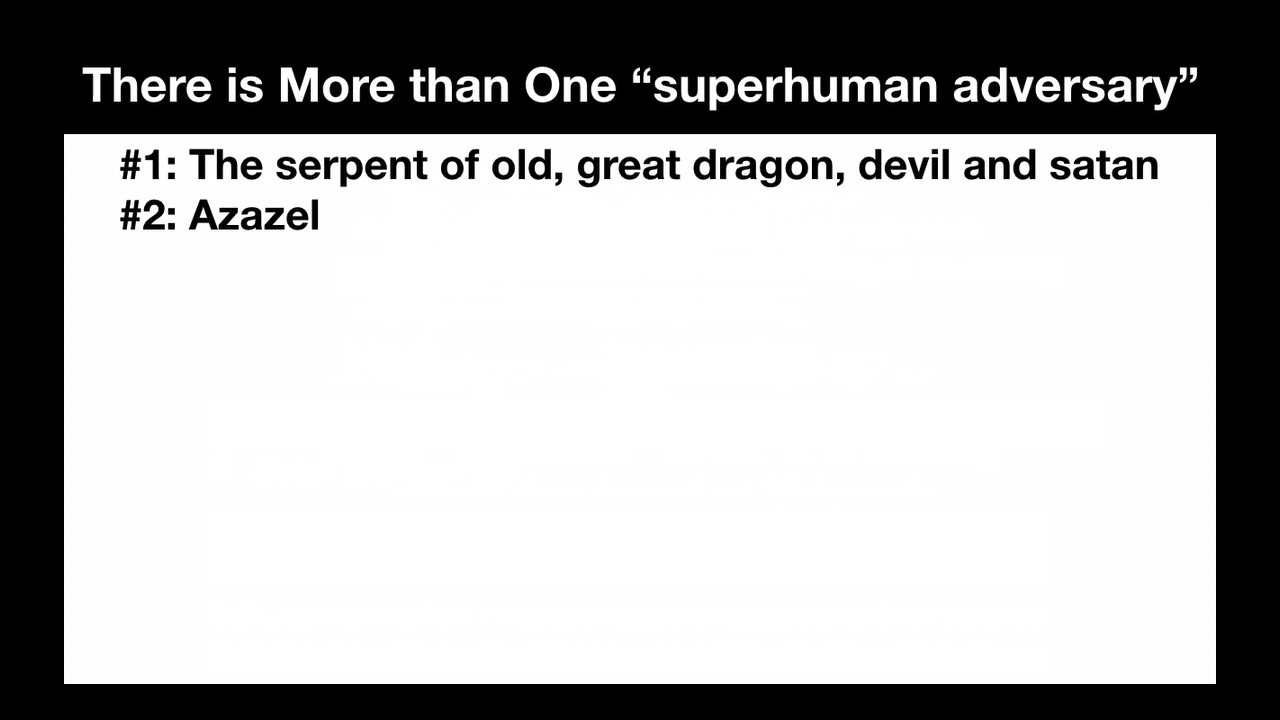 There is More than One “superhuman adversary”
#1: The serpent of old, great dragon, devil and satan
#2: Azazel